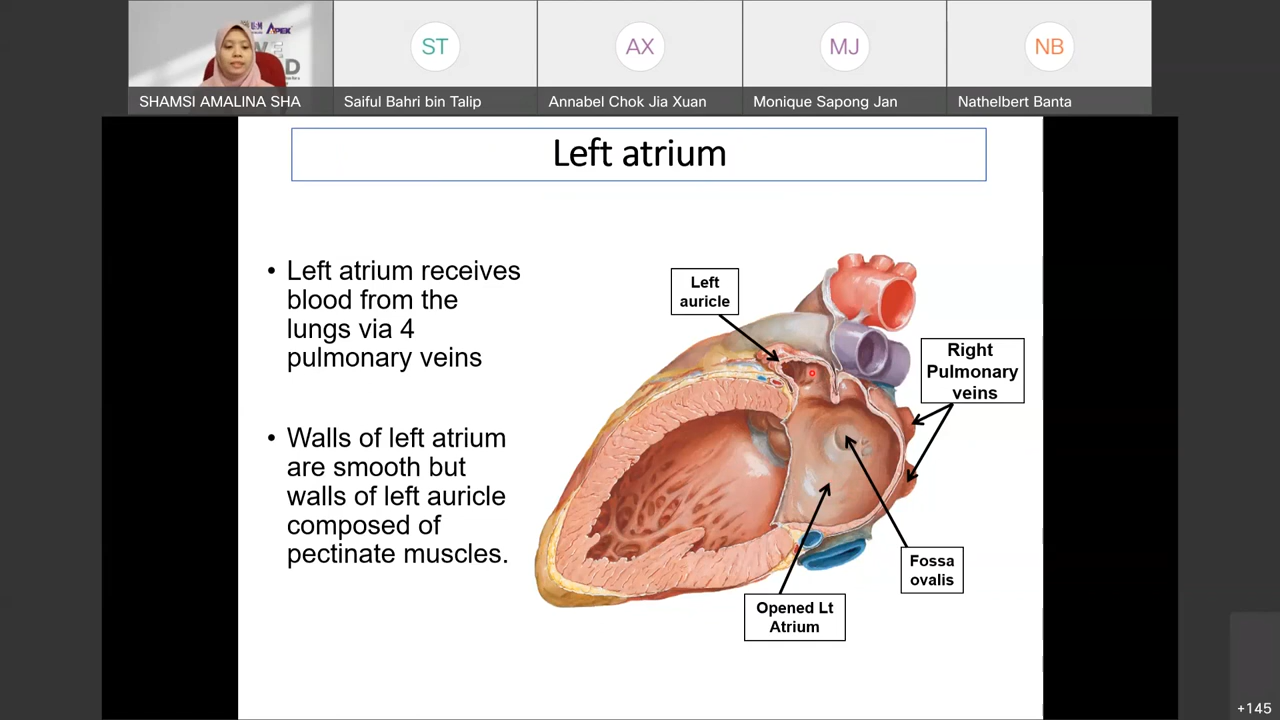 APEK
SHAMSI AMALINA SHA
ST
Saiful Bahri bin Talip
AX
Annabel Chok Jia Xuan
MJ
Monique Sapong Jan
NB
Nathelbert Banta
Left atrium
• Left atrium receives
blood from the
lungs via 4
pulmonary veins
• Walls of left atrium
are smooth but
walls of left auricle
composed of
pectinate muscles.
Left
auricle
Right
Pulmonary
veins
Fossa
ovalis
Opened Lt
Atrium
+145